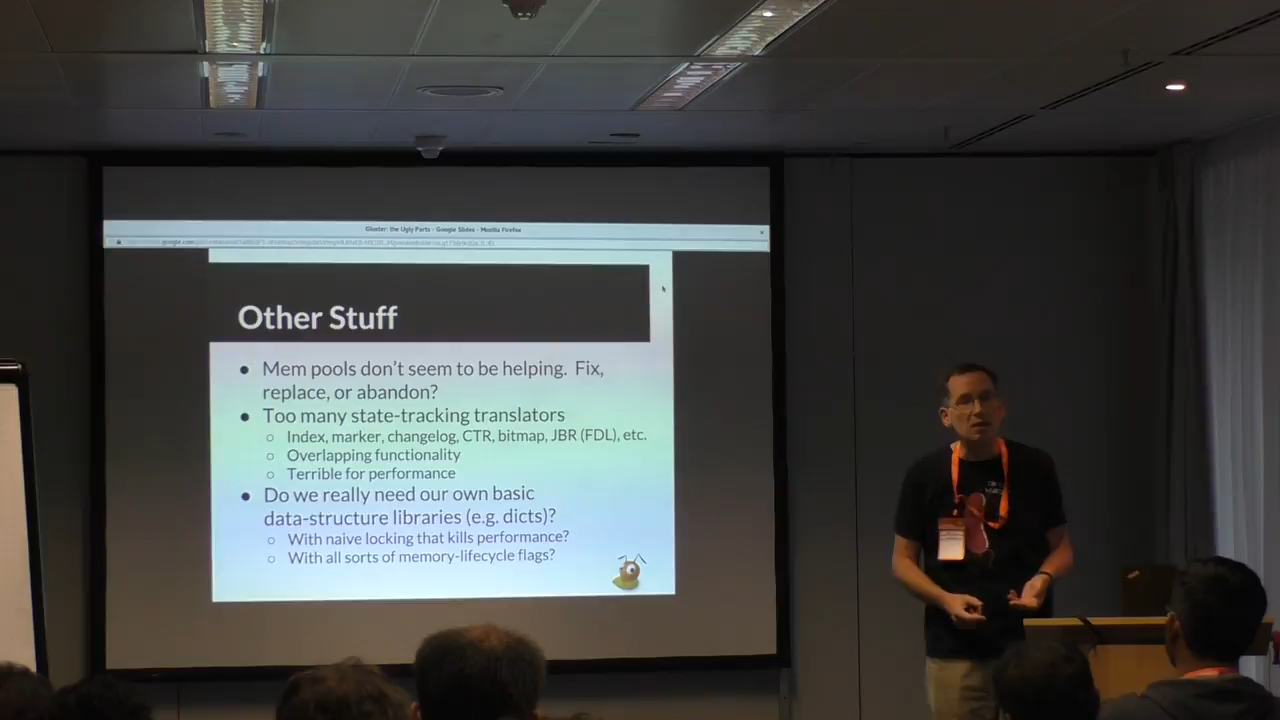 Gluster: the Ugly Parts - Google Slides - Mozilla Firefox
Other Stuff
● Mem pools don't seem to be helping. Fix,
replace, or abandon?
● Too many state-tracking translators
○ Index, marker, changelog, CTR, bitmap, JBR (FDL), etc.
○ Overlapping functionality
○ Terrible for performance
● Do we really need our own basic
data-structure libraries (e.g. dicts)?
○ With naive locking that kills performance?
○ With all sorts of memory-lifecycle flags?